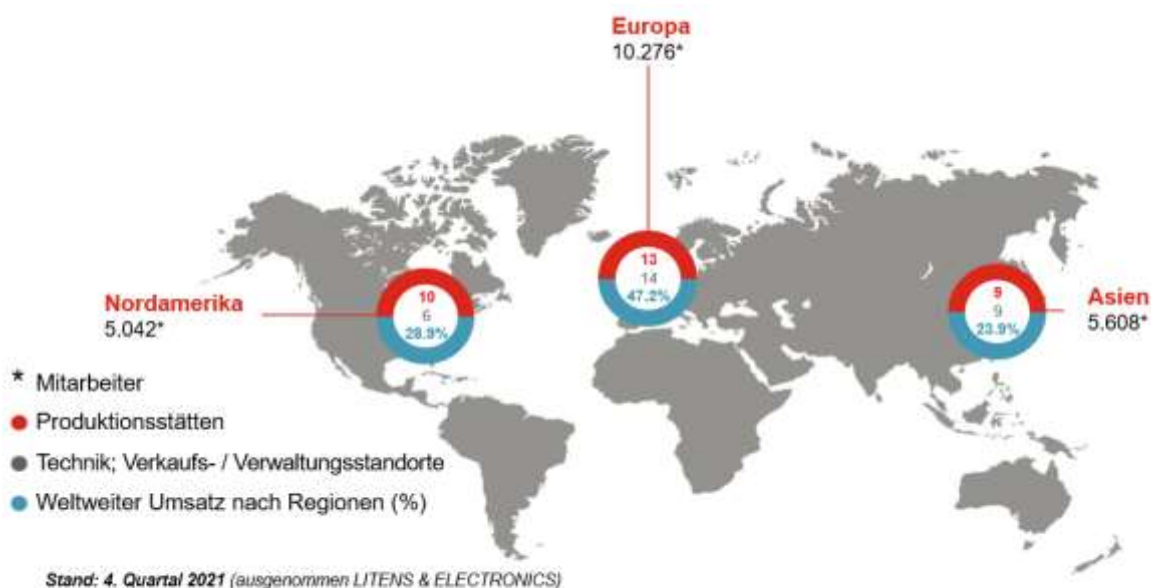 Europa
10.276*
13
14
47.2%
Nordamerika
5.042*
10
6
28.9%
9
9
23.9%
Asien
5.608*
* Mitarbeiter
Produktionsstätten
Technik; Verkaufs- / Verwaltungsstandorte
Weltweiter Umsatz nach Regionen (%)
Stand: 4. Quartal 2021 (ausgenommen LITENS & ELECTRONICS)